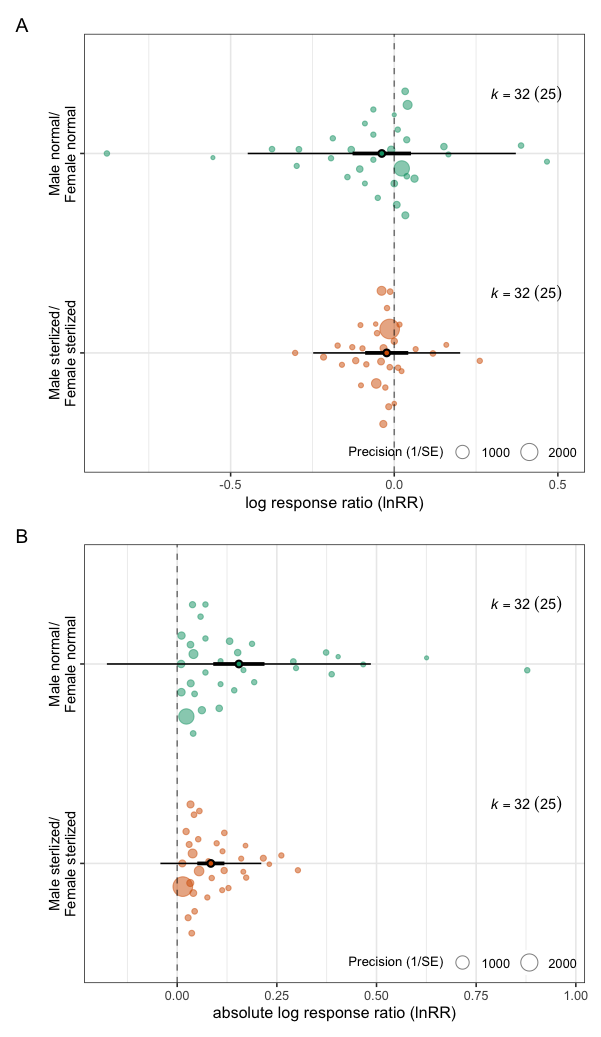 A
Male normal/
Female normal
k = 32 (25)
Male sterlized/
Female sterlized
k = 32 (25)
Precision (1/SE) 1000 2000
-0.5 0.0 0.5
log response ratio (lnRR)
B
Male normal/
Female normal
k = 32 (25)
Male sterlized/
Female sterlized
k = 32 (25)
Precision (1/SE) 1000 2000
0.00 0.25 0.50 0.75 1.00
absolute log response ratio (lnRR)